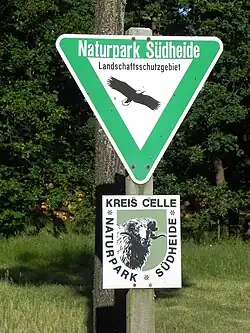 Naturpark Südheide
Landschaftsschutzgebiet
KREIS CELLE
NATURPARK
SÜDHEIDE